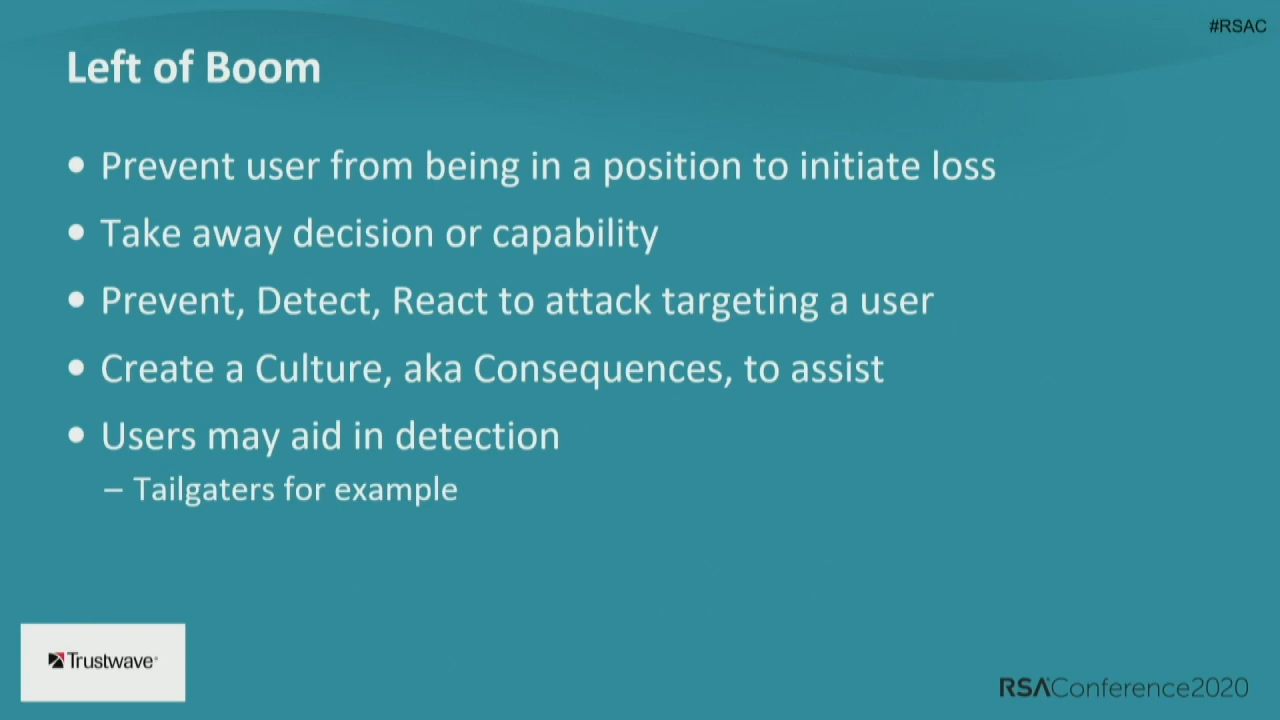 #RSAC
Left of Boom
• Prevent user from being in a position to initiate loss
• Take away decision or capability
• Prevent, Detect, React to attack targeting a user
• Create a Culture, aka Consequences, to assist
• Users may aid in detection
– Tailgaters for example
Trustwave
RSAConference2020